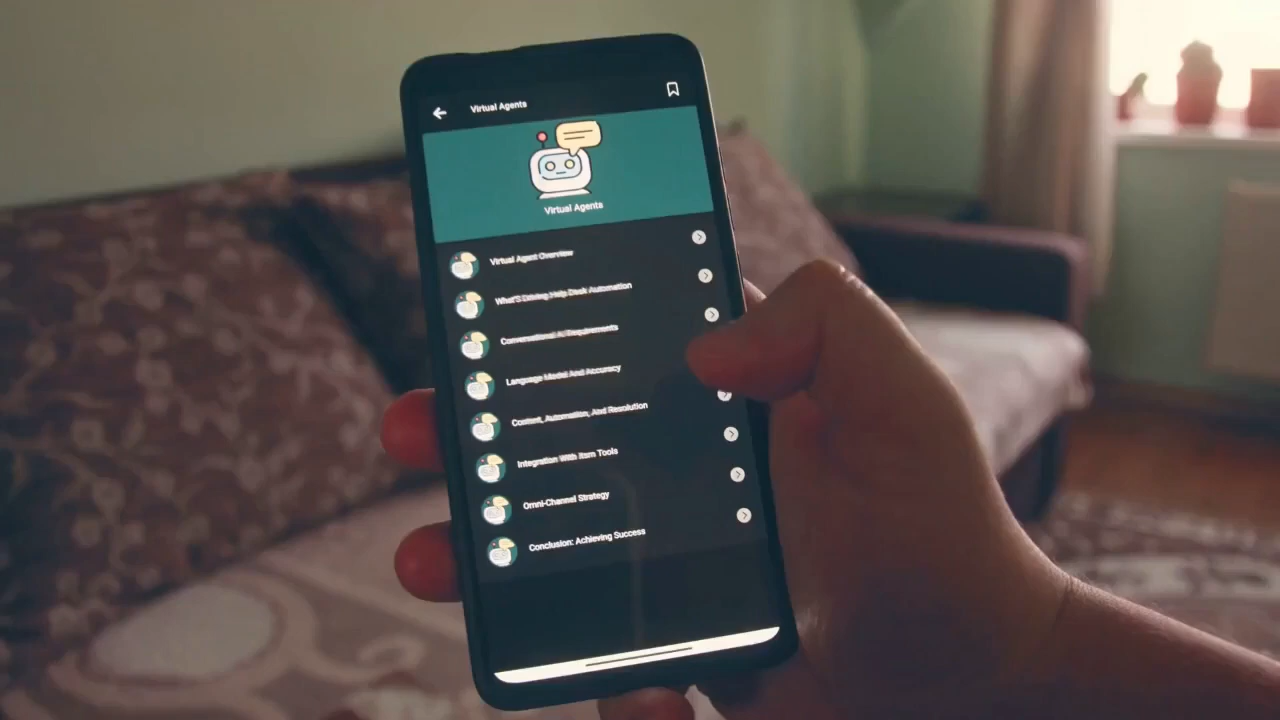 Virtual Agents
Virtual Agents
Virtual Agent Overview
What'S Driving Help Desk Automation
Conversational Ai Requirements
Language Model And Accuracy
Content, Automation, And Resolution
Integration With Itsm Tools
Omni-Channel Strategy
Conclusion: Achieving Success